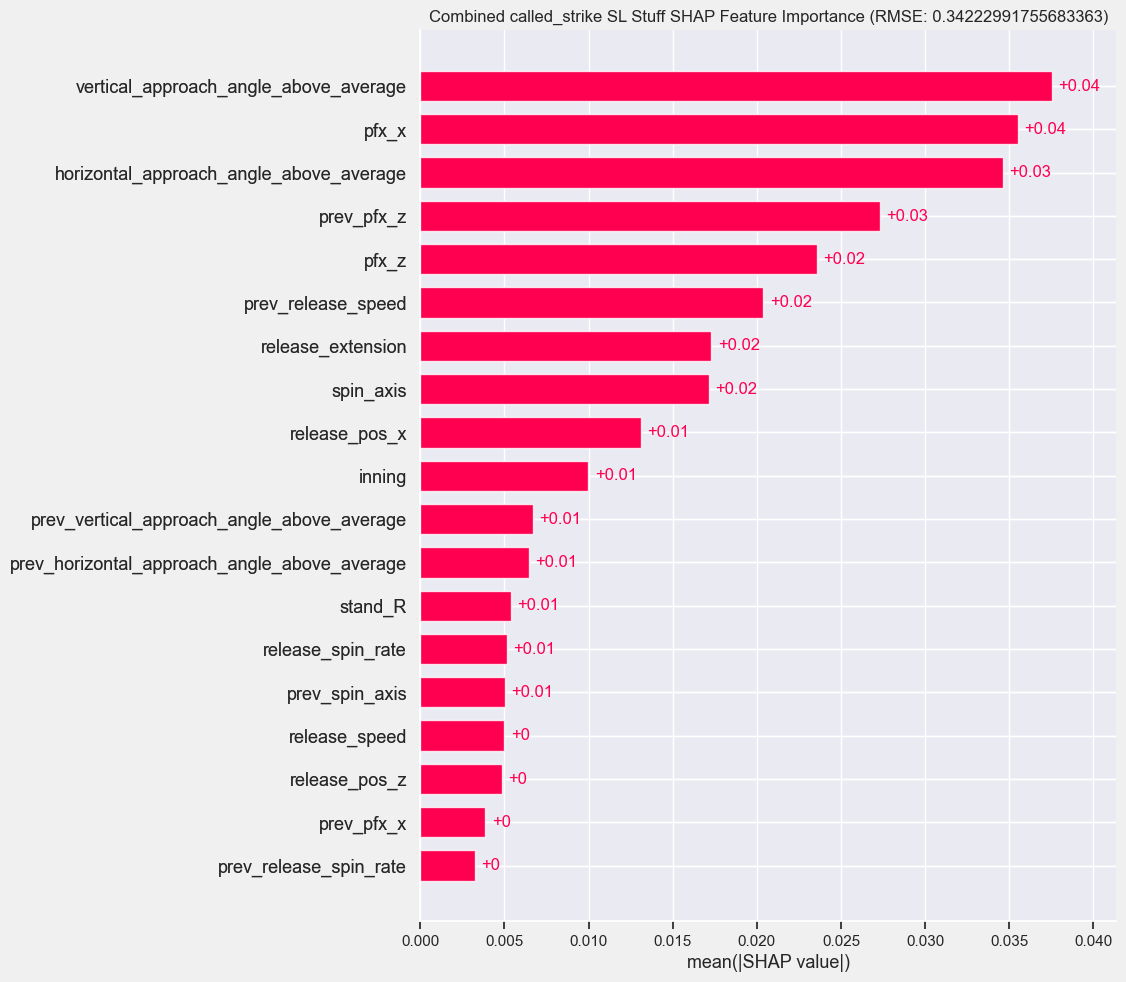 Combined called_strike SL Stuff SHAP Feature Importance (RMSE: 0.34222991755683363)
vertical_approach_angle_above_average +0.04
pfx_x +0.04
horizontal_approach_angle_above_average +0.03
prev_pfx_z +0.03
pfx_z +0.02
prev_release_speed +0.02
release_extension +0.02
spin_axis +0.02
release_pos_x +0.01
inning +0.01
prev_vertical_approach_angle_above_average +0.01
prev_horizontal_approach_angle_above_average +0.01
stand_R +0.01
release_spin_rate +0.01
prev_spin_axis +0.01
release_speed +0
release_pos_z +0
prev_pfx_x +0
prev_release_spin_rate +0
0.000 0.005 0.010 0.015 0.020 0.025 0.030 0.035 0.040
mean(|SHAP value|)